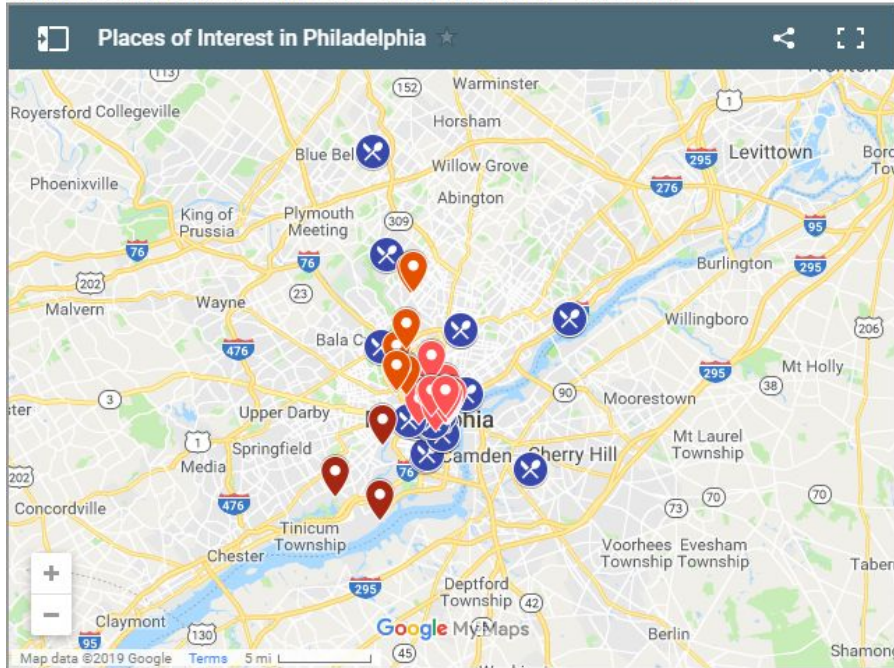 Places of Interest in Philadelphia
113
152
Warminster
1
Royersford
Collegeville
Horsham
Blue Bel
Willow Grove
295
Levittown
Phoenixville
Abington
276
King of
Prussia
Plymouth
Meeting
309
95
76
76
Burlington
295
202
Wayne
23
Malvern
Willingboro
206
476
Bala C
Mt Holly
295
38
3
90
Moorestown
Upper Darby
ster
1
Springfield
phia
Mt Laurel
Township
202
Media
76
Camden
Cherry Hill
476
73
70
70
Concordville
Tinicum
Township
Chester
Voorhees
Township
Evesham
Township
Tabern
295
Deptford
Township
42
Claymont
130
Google My Maps
Berlin
95
45
Shamon
Map data ©2019 Google
Terms
5 mi